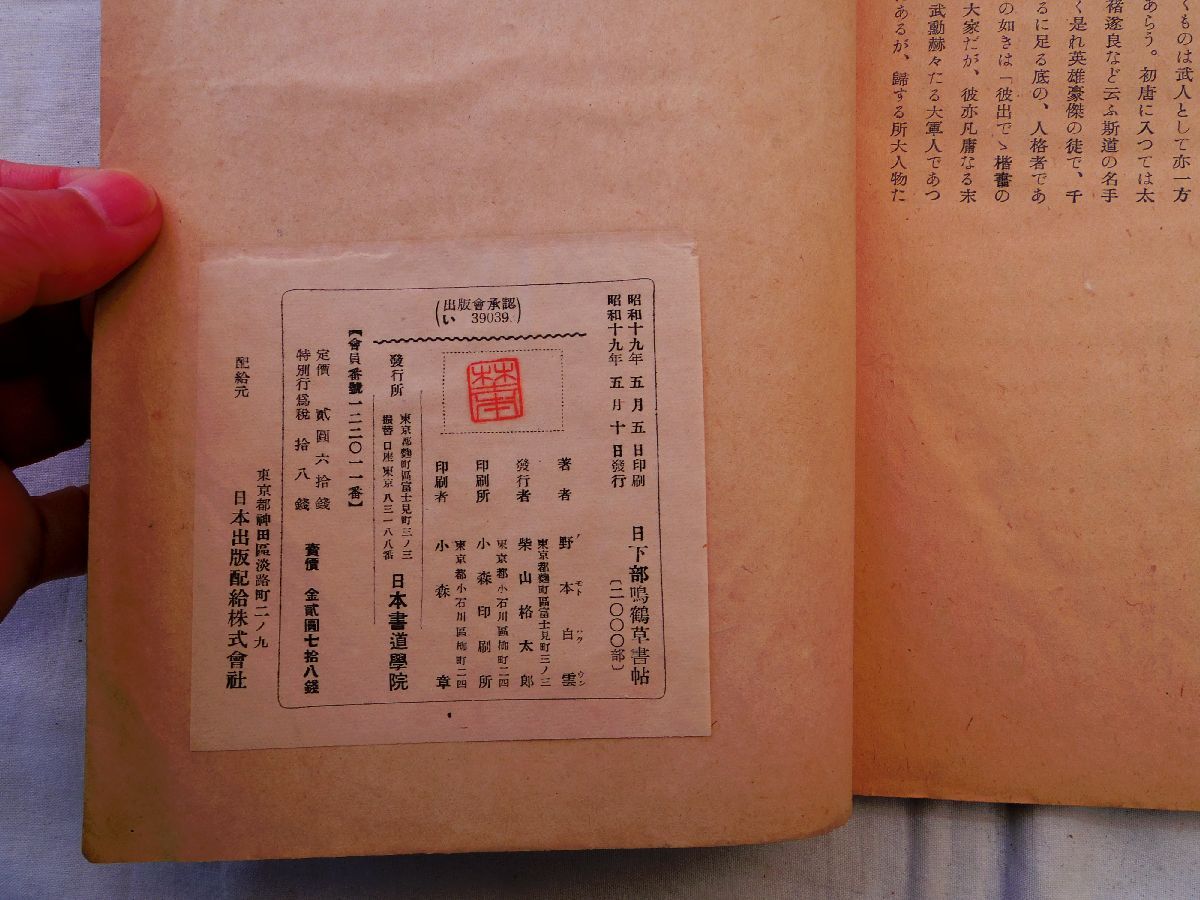 くものは武人として亦一方
あらう。初唐に入つては太
褚遂良など云ふ斯道の名手
く是れ英雄豪傑の徒で、千
るに足る底の、人格者であ
の如きは「彼出でゝ楷書の
大家だが、彼亦凡庸なる末
武勳赫々たる大軍人であつ
あるが、歸する所大人物た
昭和十九年五月五日印刷
昭和十九年五月十日發行
日下部鳴鶴草書帖
〔二〇〇〇部〕
(出版會承認
い 39039)
著者 野本白雲
ノ モト ハク ウン
東京都麴町區富士見町三ノ三
發行者 柴山格太郎
東京都小石川區柳町二四
印刷所 小森印刷所
東京都小石川區柳町二四
印刷者 小森章
發行所
東京都麴町區富士見町三ノ三
振替口座東京八三一八八番
日本書道學院
【會員番號一二二〇一一番】
定價 貳圓六拾錢
特別行爲税 拾八錢
賣價 金貳圓七拾八錢
配給元
東京都神田區淡路町二ノ九
日本出版配給株式會社